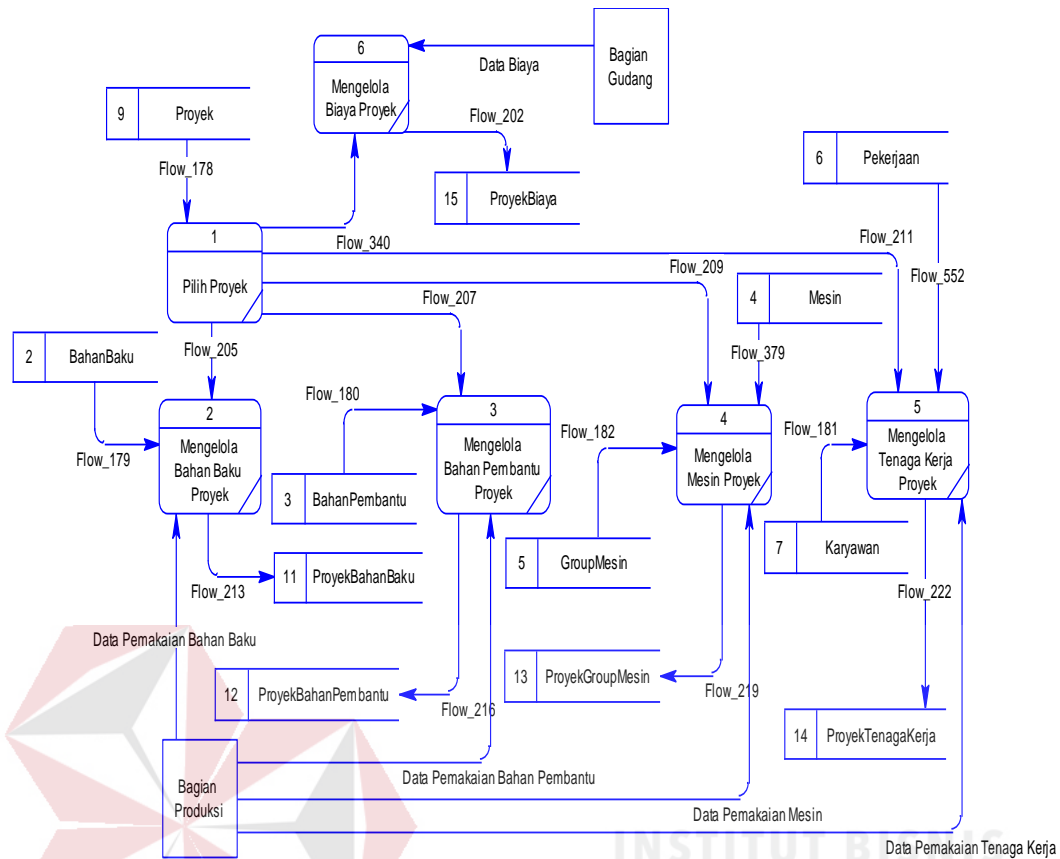 6
Mengelola
Biaya Proyek
Data Biaya
Bagian
Gudang
9
Proyek
Flow_202
6
Pekerjaan
Flow_178
15
ProyekBiaya
1
Pilih Proyek
Flow_340
Flow_211
Flow_209
Flow_552
Flow_207
4
Mesin
2
BahanBaku
Flow_205
Flow_379
Flow_180
2
Mengelola
Bahan Baku
Proyek
3
Mengelola
Bahan Pembantu
Proyek
4
Mengelola
Mesin Proyek
5
Mengelola
Tenaga Kerja
Proyek
Flow_179
Flow_182
Flow_181
3
BahanPembantu
5
GroupMesin
7
Karyawan
11
ProyekBahanBaku
Flow_213
Flow_222
Data Pemakaian Bahan Baku
12
ProyekBahanPembantu
Flow_216
13
ProyekGroupMesin
Flow_219
14
ProyekTenagaKerja
Bagian
Produksi
Data Pemakaian Bahan Pembantu
Data Pemakaian Mesin
INSTITUT BISNIS
Data Pemakaian Tenaga Kerja